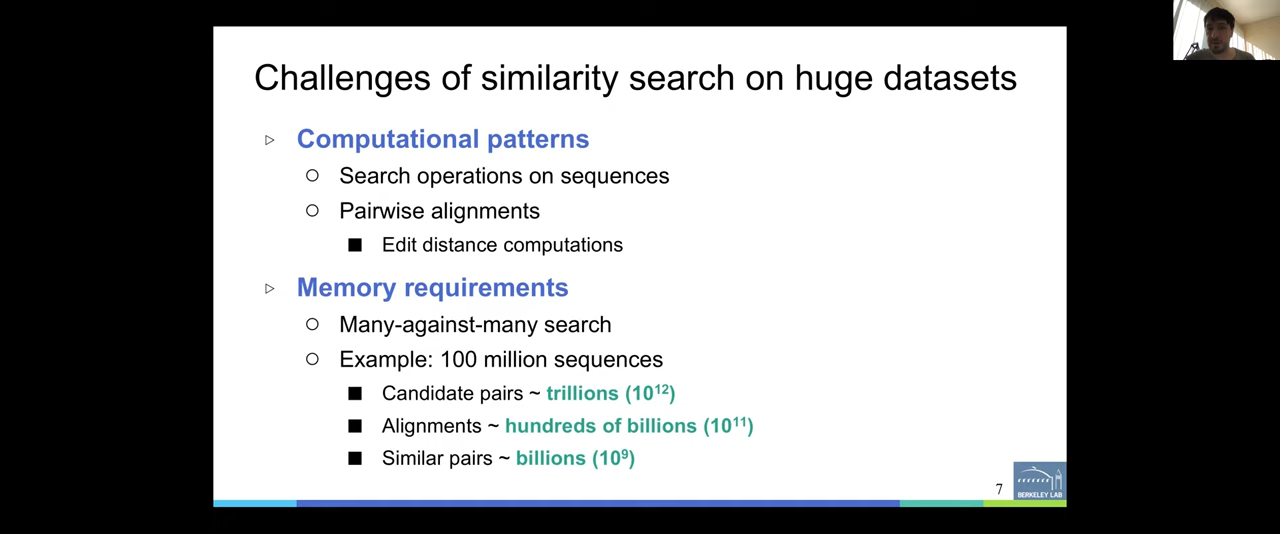 Challenges of similarity search on huge datasets
▷ Computational patterns
○ Search operations on sequences
○ Pairwise alignments
■ Edit distance computations
▷ Memory requirements
○ Many-against-many search
○ Example: 100 million sequences
■ Candidate pairs ~ trillions (10¹²)
■ Alignments ~ hundreds of billions (10¹¹)
■ Similar pairs ~ billions (10⁹)
7
BERKELEY LAB